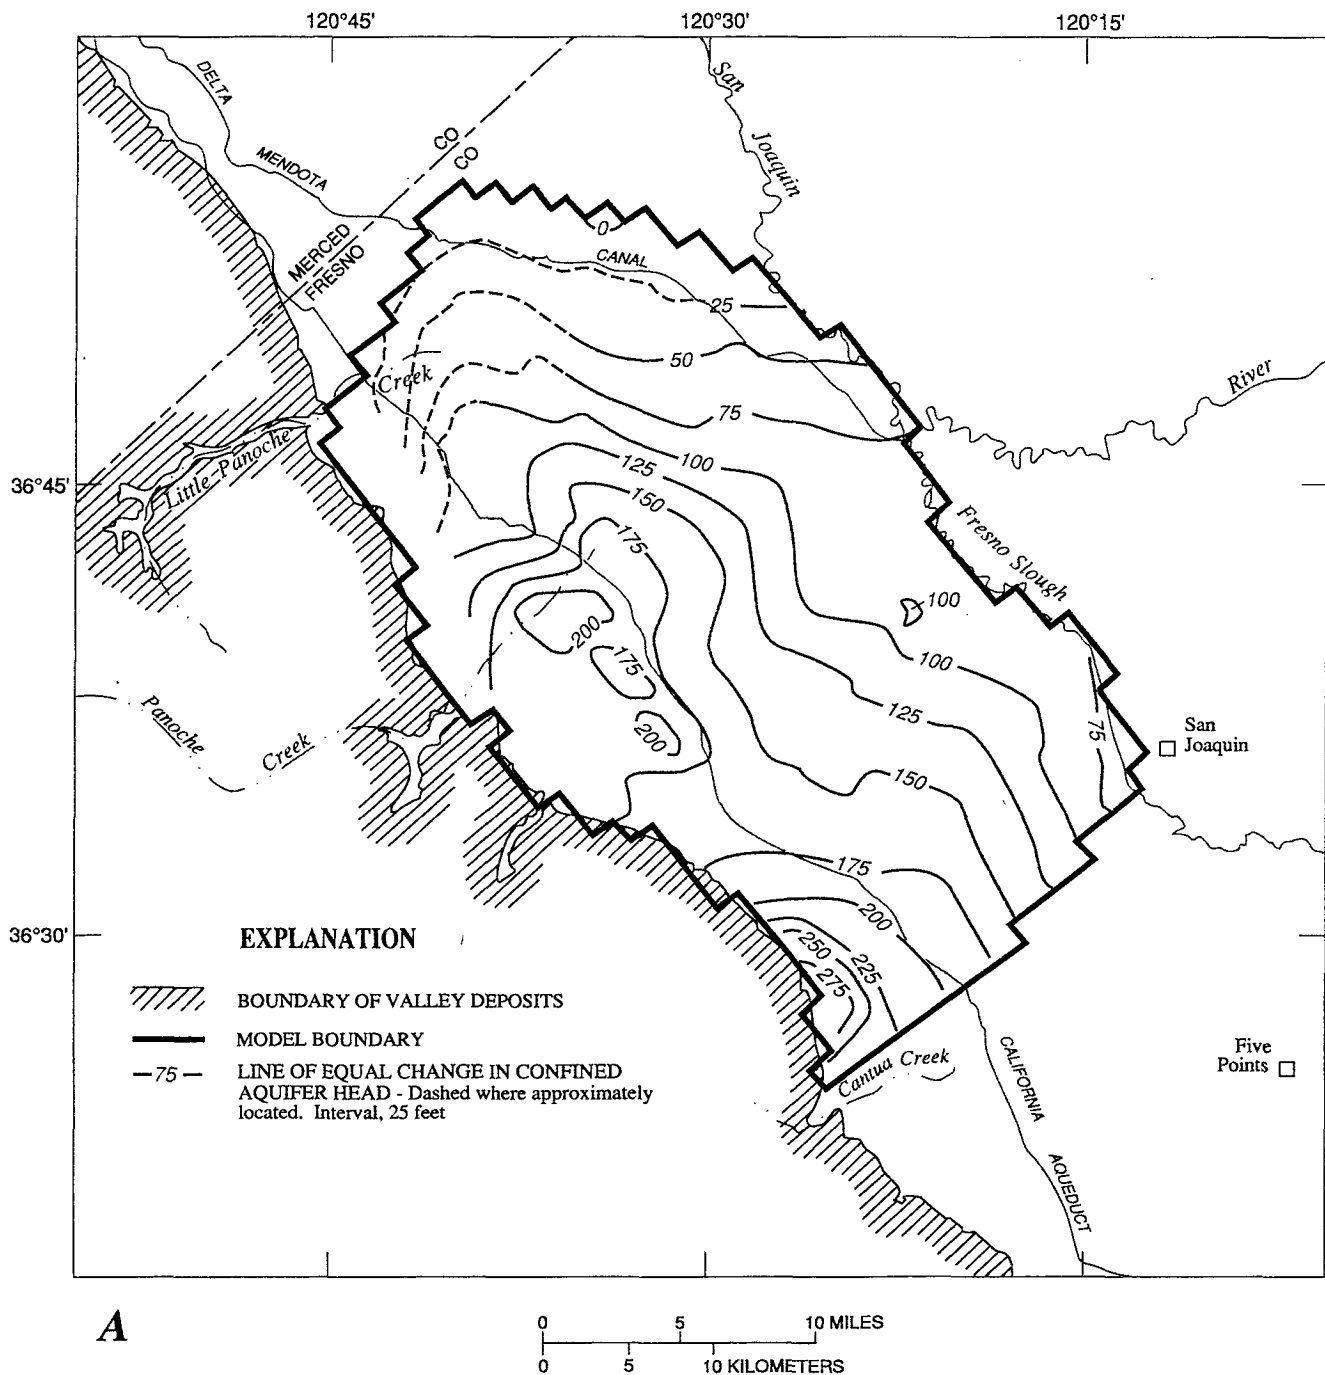 120°45'
120°30'
120°15'
DELTA
MENDOTA
CANAL
CO
CO
MERCED
FRESNO
San
Joaquin
River
0
25
50
75
100
125
150
175
200
175
200
100
100
125
150
75
175
200
225
250
275
Creek
Little Panoche
36°45'
Fresno Slough
Panoche
Creek
San
Joaquin
36°30'
Five
Points
Cantua Creek
CALIFORNIA
AQUEDUCT
EXPLANATION
BOUNDARY OF VALLEY DEPOSITS
MODEL BOUNDARY
—75— LINE OF EQUAL CHANGE IN CONFINED
AQUIFER HEAD - Dashed where approximately
located. Interval, 25 feet
A
0 5 10 MILES
0 5 10 KILOMETERS